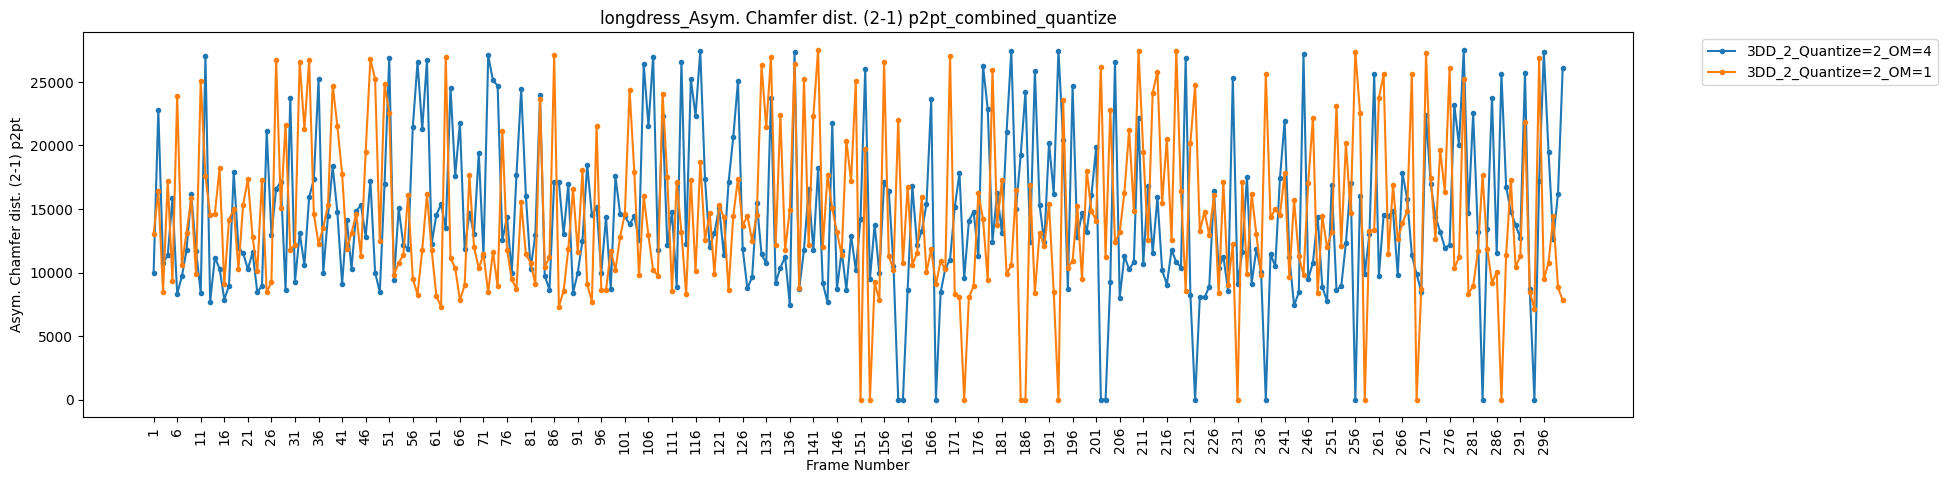 longdress_Asym. Chamfer dist. (2-1) p2pt_combined_quantize
3DD_2_Quantize=2_OM=4
3DD_2_Quantize=2_OM=1
Asym. Chamfer dist. (2-1) p2pt
25000
20000
15000
10000
5000
0
1 6 11 16 21 26 31 36 41 46 51 56 61 66 71 76 81 86 91 96 101 106 111 116 121 126 131 136 141 146 151 156 161 166 171 176 181 186 191 196 201 206 211 216 221 226 231 236 241 246 251 256 261 266 271 276 281 286 291 296
Frame Number